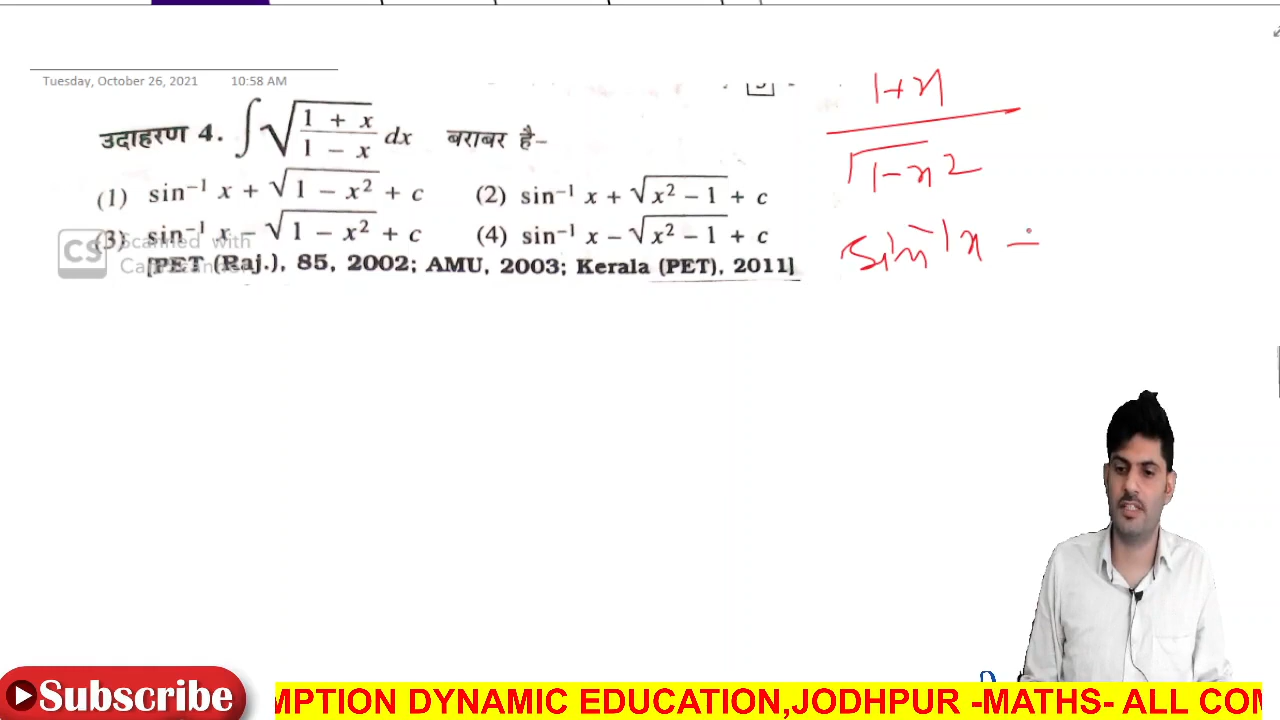 Tuesday, October 26, 2021 10:58 AM
उदाहरण 4. ∫ √((1 + x)/(1 − x)) dx बराबर है–
(1) sin⁻¹ x + √(1 − x²) + c (2) sin⁻¹ x + √(x² − 1) + c
(3) sin⁻¹ x − √(1 − x²) + c (4) sin⁻¹ x − √(x² − 1) + c
[PET (Raj.), 85, 2002; AMU, 2003; Kerala (PET), 2011]
CS Scanned with
1+x
√1-x2
sin⁻¹x −
Subscribe
MPTION DYNAMIC EDUCATION,JODHPUR -MATHS- ALL COM